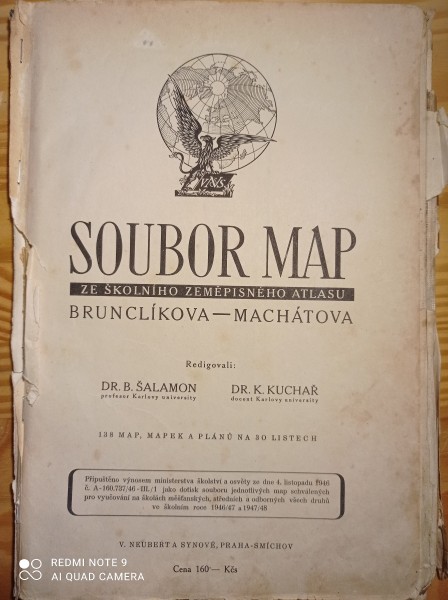 VNS
SOUBOR MAP
ZE ŠKOLNÍHO ZEMĚPISNÉHO ATLASU
BRUNCLÍKOVA—MACHÁTOVA
Redigovali:
DR. B. ŠALAMON DR. K. KUCHAŘ
profesor Karlovy university docent Karlovy university
138 MAP, MAPEK A PLÁNŮ NA 30 LISTECH
Připuštěno výnosem ministerstva školství a osvěty ze dne 4. listopadu 1946
č. A-160.737/46-III./1 jako dotisk souboru jednotlivých map schválených
pro vyučování na školách měšťanských, středních a odborných všech druhů
ve školním roce 1946/47 a 1947/48
V. NEUBERT A SYNOVÉ, PRAHA-SMÍCHOV
Cena 160·— Kčs
REDMI NOTE 9
AI QUAD CAMERA